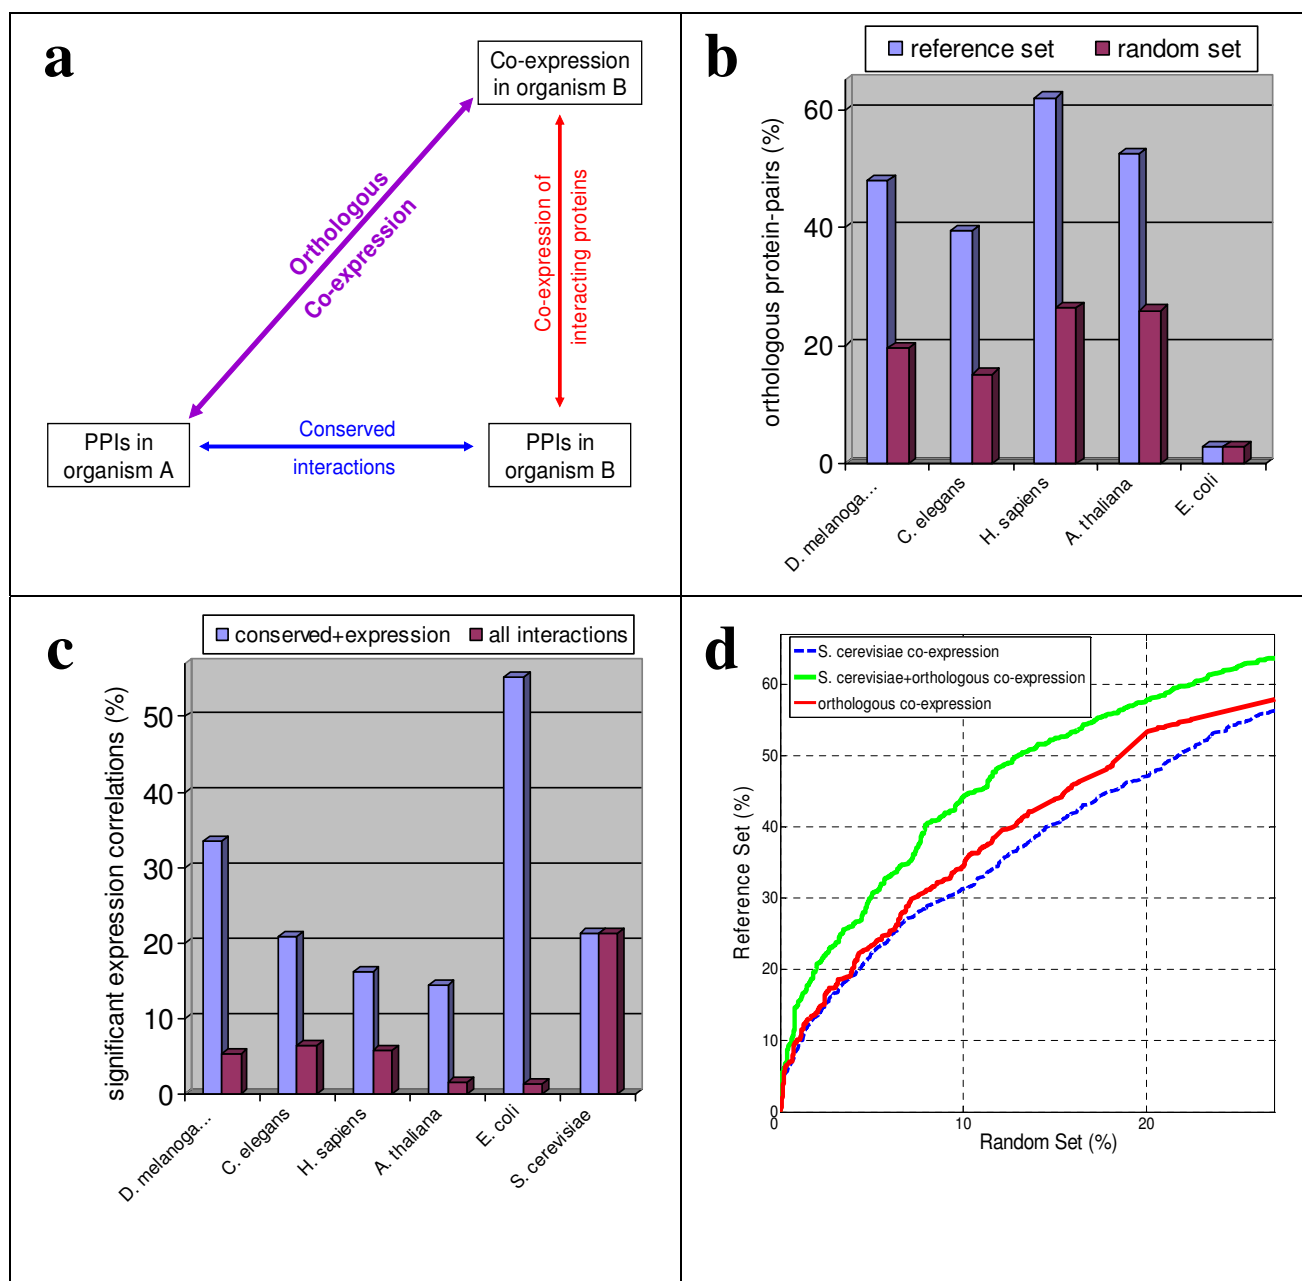 a
Co-expression
in organism B
Orthologous
Co-expression
Co-expression of
interacting proteins
PPIs in
organism A
Conserved
interactions
PPIs in
organism B
b
reference set
random set
orthologous protein-pairs (%)
60
40
20
0
D. melanoga...
C. elegans
H. sapiens
A. thaliana
E. coli
c
conserved+expression
all interactions
significant expression correlations (%)
50
40
30
20
10
0
D. melanoga...
C. elegans
H. sapiens
A. thaliana
E. coli
S. cerevisiae
d
S. cerevisiae co-expression
S. cerevisiae+orthologous co-expression
orthologous co-expression
Reference Set (%)
60
50
40
30
20
10
0
10
20
Random Set (%)